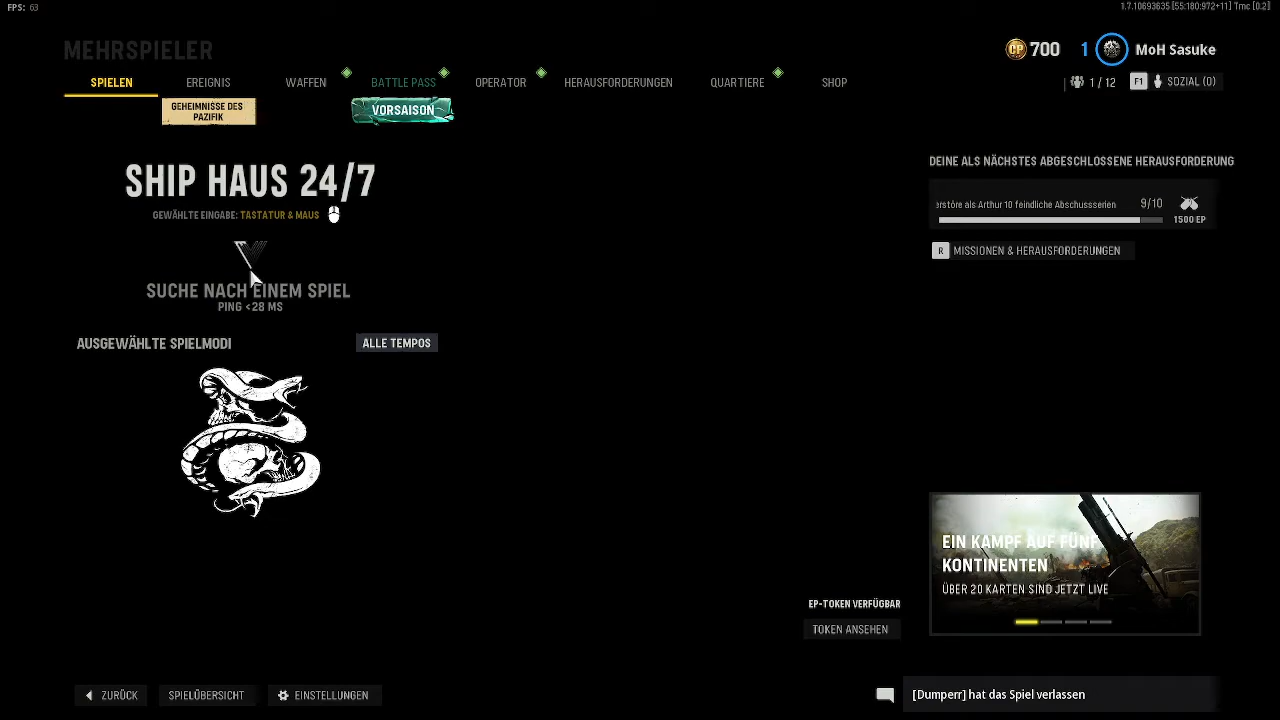 FPS: 63
1.7.10693635 [55:180:972+11] Tmc [0.2]
MEHRSPIELER
CP 700
1
MoH Sasuke
SPIELEN
EREIGNIS
WAFFEN
BATTLE PASS
OPERATOR
HERAUSFORDERUNGEN
QUARTIERE
SHOP
1 / 12
F1
SOZIAL (0)
GEHEIMNISSE DES
PAZIFIK
VORSAISON
SHIP HAUS 24/7
GEWÄHLTE EINGABE: TASTATUR & MAUS
SUCHE NACH EINEM SPIEL
PING <28 MS
AUSGEWÄHLTE SPIELMODI
ALLE TEMPOS
DEINE ALS NÄCHSTES ABGESCHLOSSENE HERAUSFORDERUNG
erstöre als Arthur 10 feindliche Abschussserien
9/10
1500 EP
R
MISSIONEN & HERAUSFORDERUNGEN
EIN KAMPF AUF FÜNF
KONTINENTEN
ÜBER 20 KARTEN SIND JETZT LIVE
EP-TOKEN VERFÜGBAR
TOKEN ANSEHEN
ZURÜCK
SPIELÜBERSICHT
EINSTELLUNGEN
[Dumperr] hat das Spiel verlassen